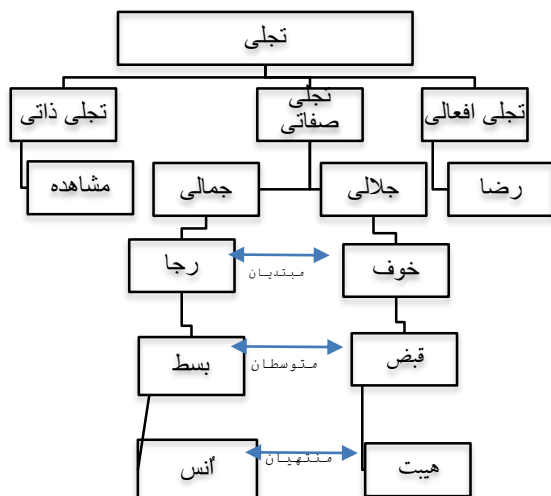 تجلی
تجلی افعالی
تجلی
صفاتی
تجلی ذاتی
رضا
جلالی
جمالی
مشاهده
خوف
مبتدیان
رجا
قبض
متوسطان
بسط
هیبت
منتهیان
اُنس